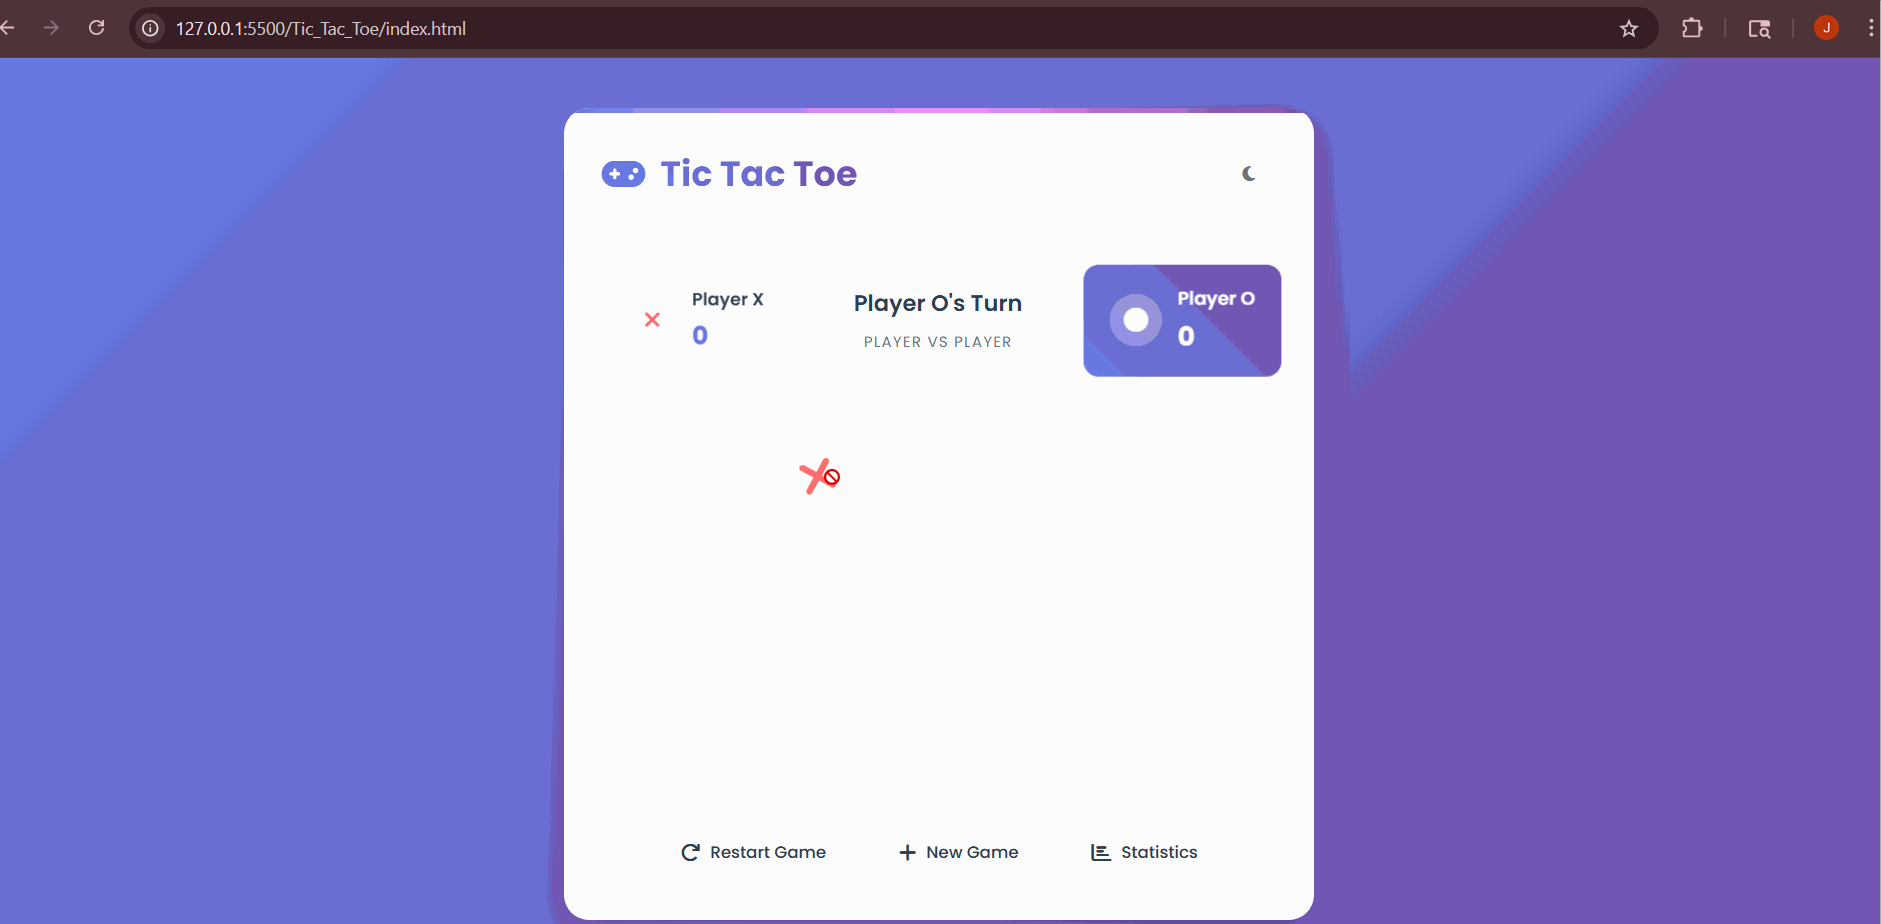 127.0.0.1:5500/Tic_Tac_Toe/index.html
J
Tic Tac Toe
Player X
0
Player O's Turn
PLAYER VS PLAYER
Player O
0
Restart Game
New Game
Statistics